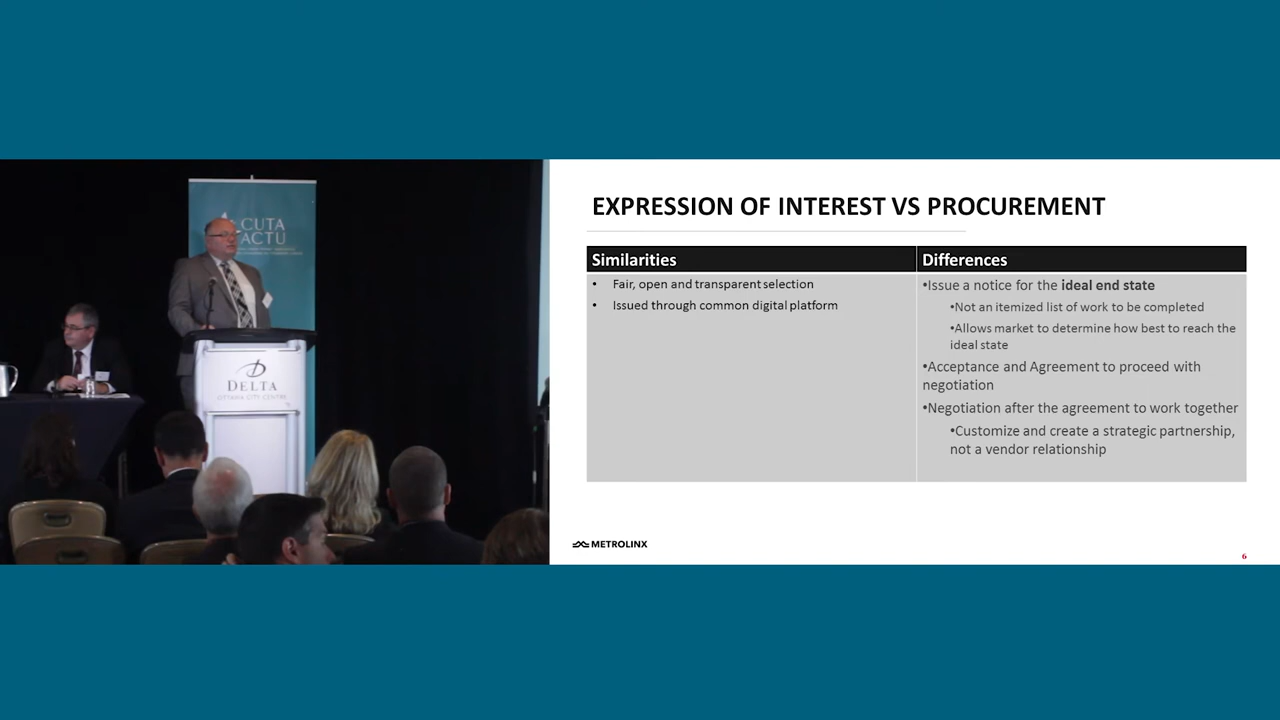 CUTA
ACTU
DELTA
OTTAWA CITY CENTRE
EXPRESSION OF INTEREST VS PROCUREMENT
Similarities
• Fair, open and transparent selection
• Issued through common digital platform
Differences
•Issue a notice for the ideal end state
•Not an itemized list of work to be completed
•Allows market to determine how best to reach the
ideal state
•Acceptance and Agreement to proceed with
negotiation
•Negotiation after the agreement to work together
•Customize and create a strategic partnership,
not a vendor relationship
METROLINX
6